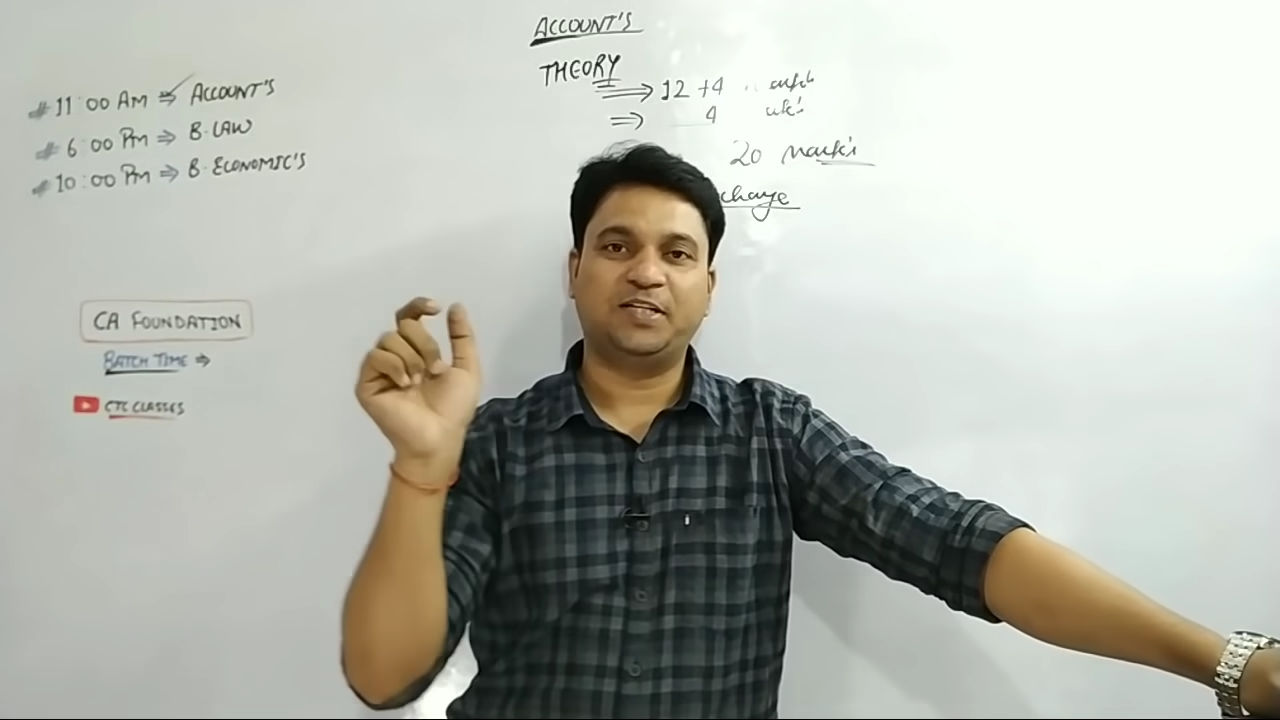 ACCOUNT'S
THEORY
⇒ 12 + 4
⇒ 4
20 Mark's
# 11:00 AM ⇒ ACCOUNT'S
# 6:00 PM ⇒ B. LAW
# 10:00 PM ⇒ B. ECONOMIC'S
CA FOUNDATION
BATCH TIME ⇒
CTC CLASSES